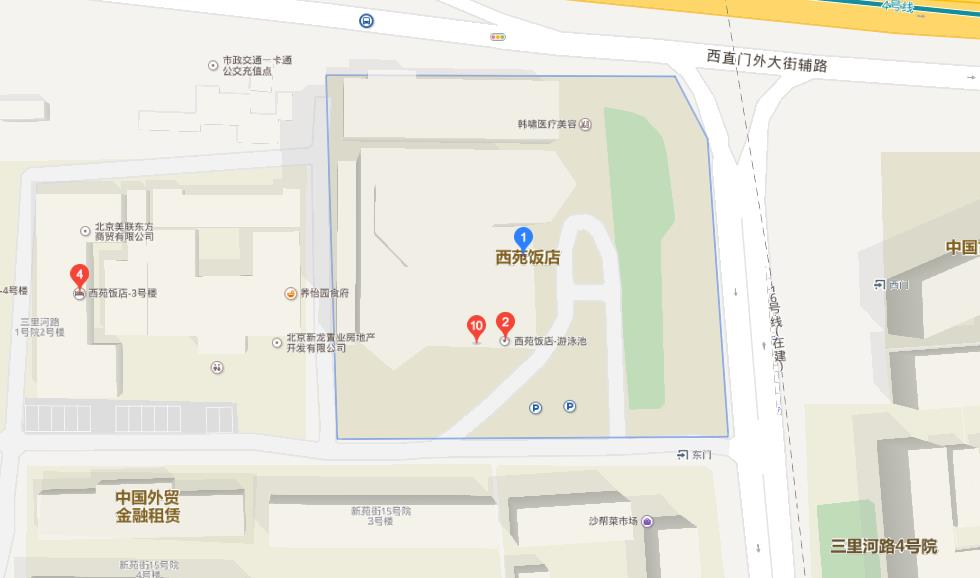 4号线
西直门外大街辅路
市政交通一卡通
公交充值点
韩啸医疗美容
北京美联东方
商贸有限公司
1
西苑饭店
中国
4
-4号楼
西苑饭店-3号楼
养怡园食府
西门
16号线(在建)
三里河路
1号院2号楼
10
2
北京新龙置业房地产
开发有限公司
西苑饭店-游泳池
P
P
东门
中国外贸
金融租赁
新苑街15号院
3号楼
沙帮菜市场
三里河路4号院
新苑街15号院
4号楼